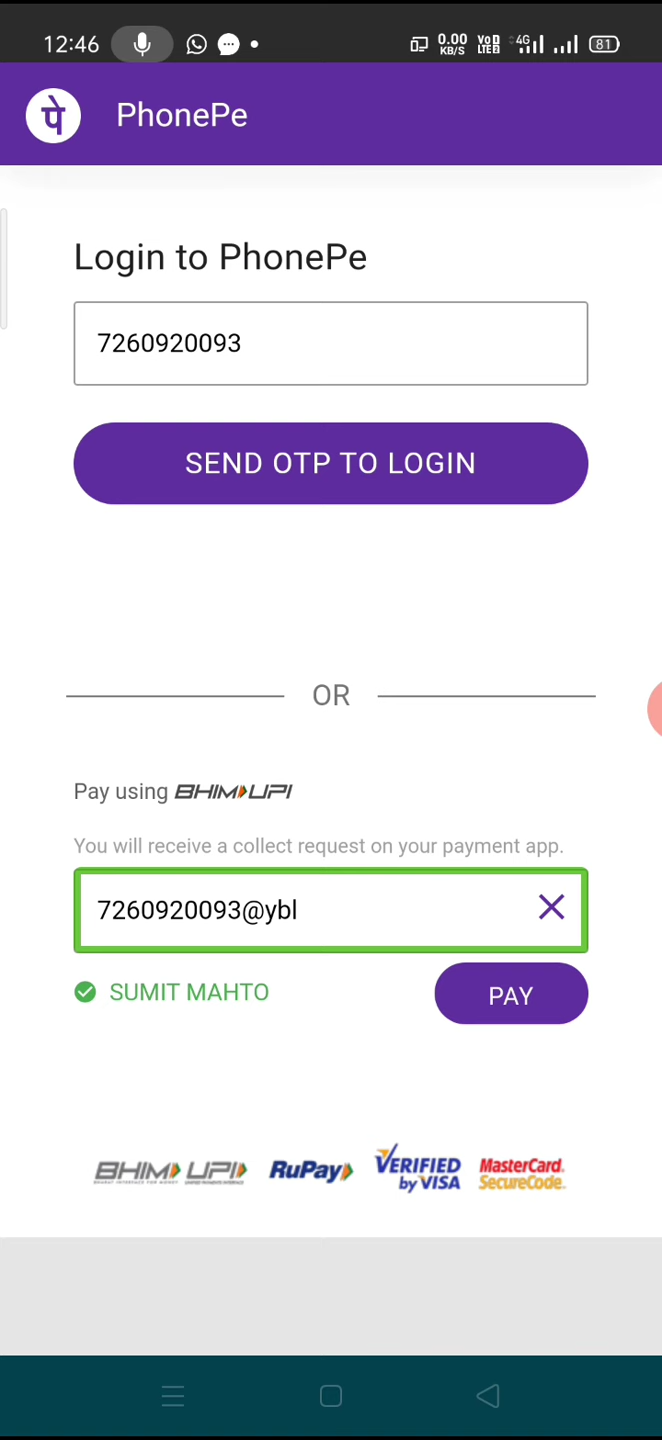 12:46
0.00 KB/S
VoD LTE
4G
81
पे
PhonePe
Login to PhonePe
7260920093
SEND OTP TO LOGIN
OR
Pay using BHIM UPI
You will receive a collect request on your payment app.
7260920093@ybl
SUMIT MAHTO
PAY
BHIM UPI RuPay VERIFIED by VISA MasterCard. SecureCode.